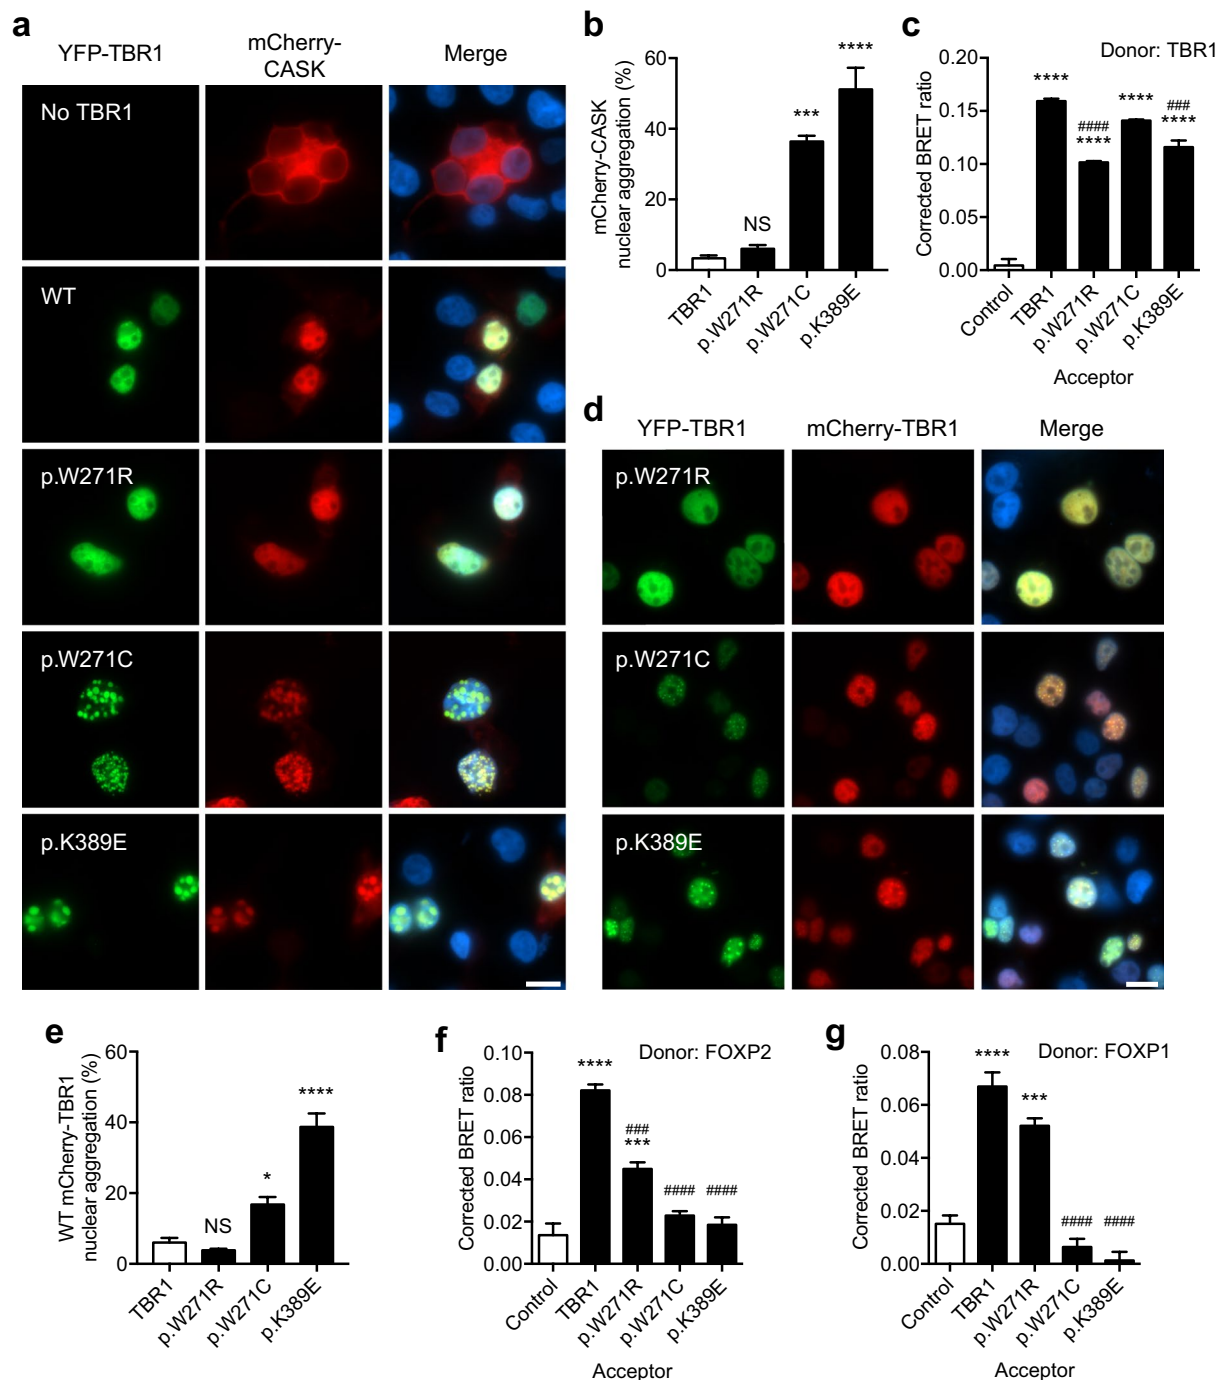 a
YFP-TBR1
mCherry-
CASK
Merge
No TBR1
WT
p.W271R
p.W271C
p.K389E
b
mCherry-CASK
nuclear aggregation (%)
60
40
20
0
NS
***
****
TBR1
p.W271R
p.W271C
p.K389E
c
Donor: TBR1
Corrected BRET ratio
0.20
0.15
0.10
0.05
0.00
****
####
****
****
###
****
Control
TBR1
p.W271R
p.W271C
p.K389E
Acceptor
d
YFP-TBR1
mCherry-TBR1
Merge
p.W271R
p.W271C
p.K389E
e
WT mCherry-TBR1
nuclear aggregation (%)
60
40
20
0
NS
*
****
TBR1
p.W271R
p.W271C
p.K389E
f
Donor: FOXP2
Corrected BRET ratio
0.10
0.08
0.06
0.04
0.02
0.00
****
###
***
####
####
Control
TBR1
p.W271R
p.W271C
p.K389E
Acceptor
g
Donor: FOXP1
Corrected BRET ratio
0.08
0.06
0.04
0.02
0.00
****
***
####
####
Control
TBR1
p.W271R
p.W271C
p.K389E
Acceptor